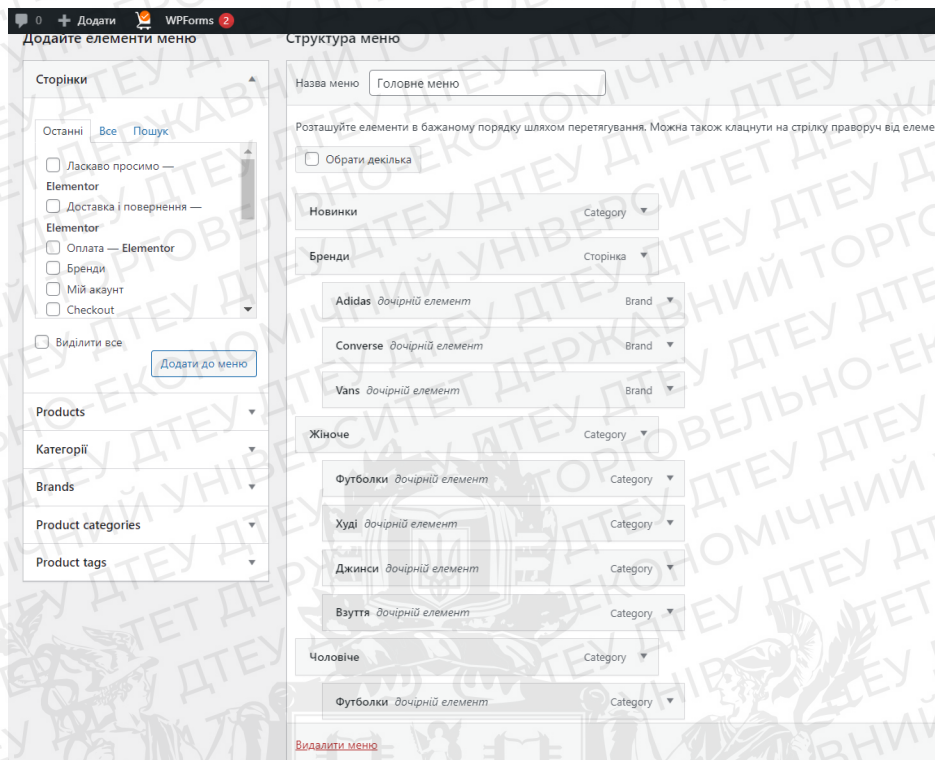 0 + Додати WPForms 2
Додайте елементи меню
Сторінки
Останні Все Пошук
Ласкаво просимо —
Elementor
Доставка і повернення —
Elementor
Оплата — Elementor
Бренди
Мій акаунт
Checkout
Виділити все
Додати до меню
Products
Категорії
Brands
Product categories
Product tags
Структура меню
Назва меню Головне меню
Розташуйте елементи в бажаному порядку шляхом перетягування. Можна також клацнути на стрілку праворуч від елеме
Обрати декілька
Новинки Category
Бренди Сторінка
Adidas дочірній елемент Brand
Converse дочірній елемент Brand
Vans дочірній елемент Brand
Жіноче Category
Футболки дочірній елемент Category
Худі дочірній елемент Category
Джинси дочірній елемент Category
Взуття дочірній елемент Category
Чоловіче Category
Футболки дочірній елемент Category
Видалити меню